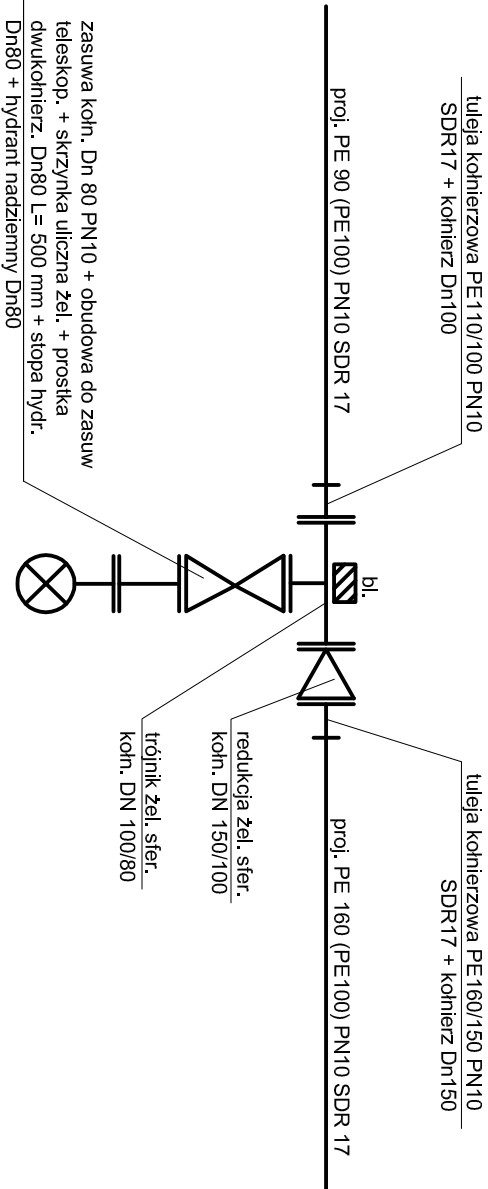 tuleja kołnierzowa PE110/100 PN10
SDR17 + kołnierz Dn100
tuleja kołnierzowa PE160/150 PN10
SDR17 + kołnierz Dn150
proj. PE 90 (PE100) PN10 SDR 17
bl.
proj. PE 160 (PE100) PN10 SDR 17
redukcja żel. sfer.
kołn. DN 150/100
trójnik żel. sfer.
kołn. DN 100/80
zasuwa kołn. Dn 80 PN10 + obudowa do zasuw
teleskop. + skrzynka uliczna żel. + prostka
dwukołnierz. Dn80 L= 500 mm + stopa hydr.
Dn80 + hydrant nadziemny Dn80